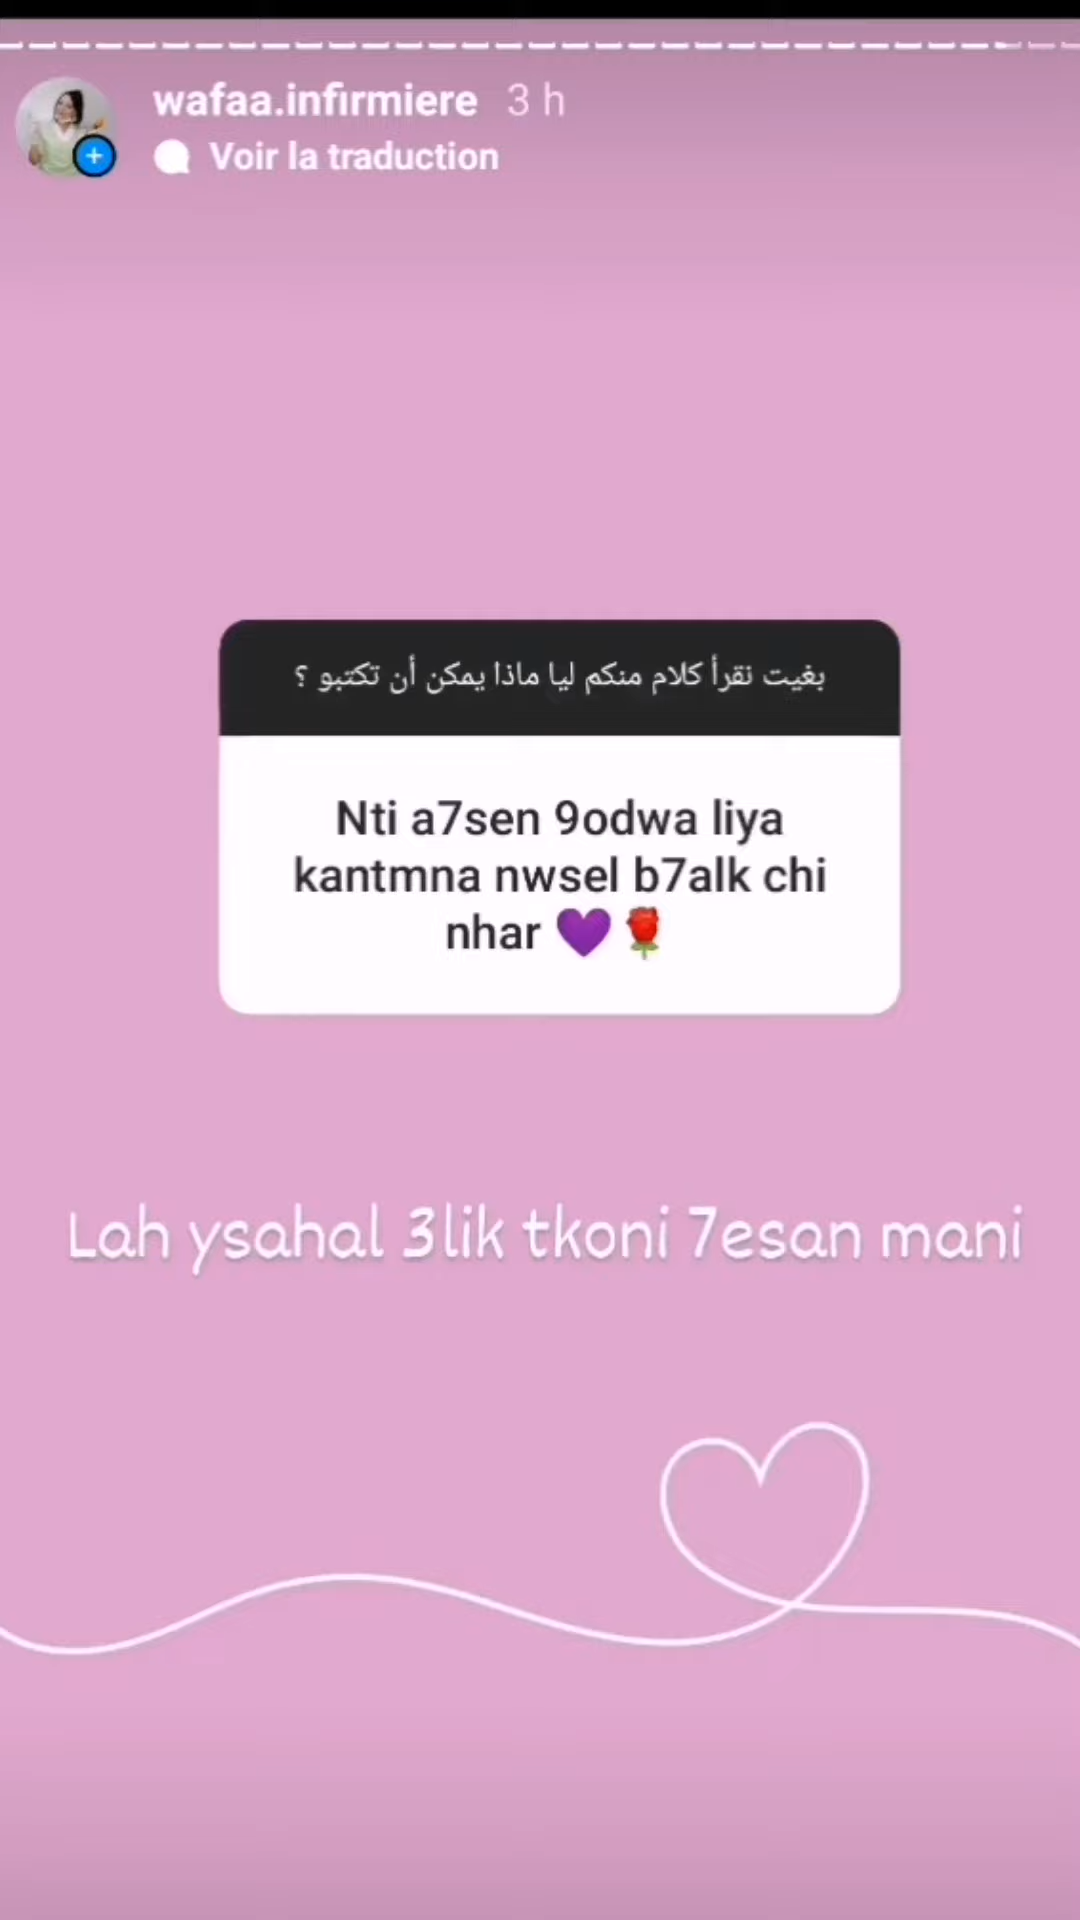 wafaa.infirmiere 3 h
Voir la traduction
بغيت نقرأ كلام منكم ليا ماذا يمكن أن تكتبو ؟
Nti a7sen 9odwa liya
kantmna nwsel b7alk chi
nhar 💜🌹
Lah ysahal 3lik tkoni 7esan mani